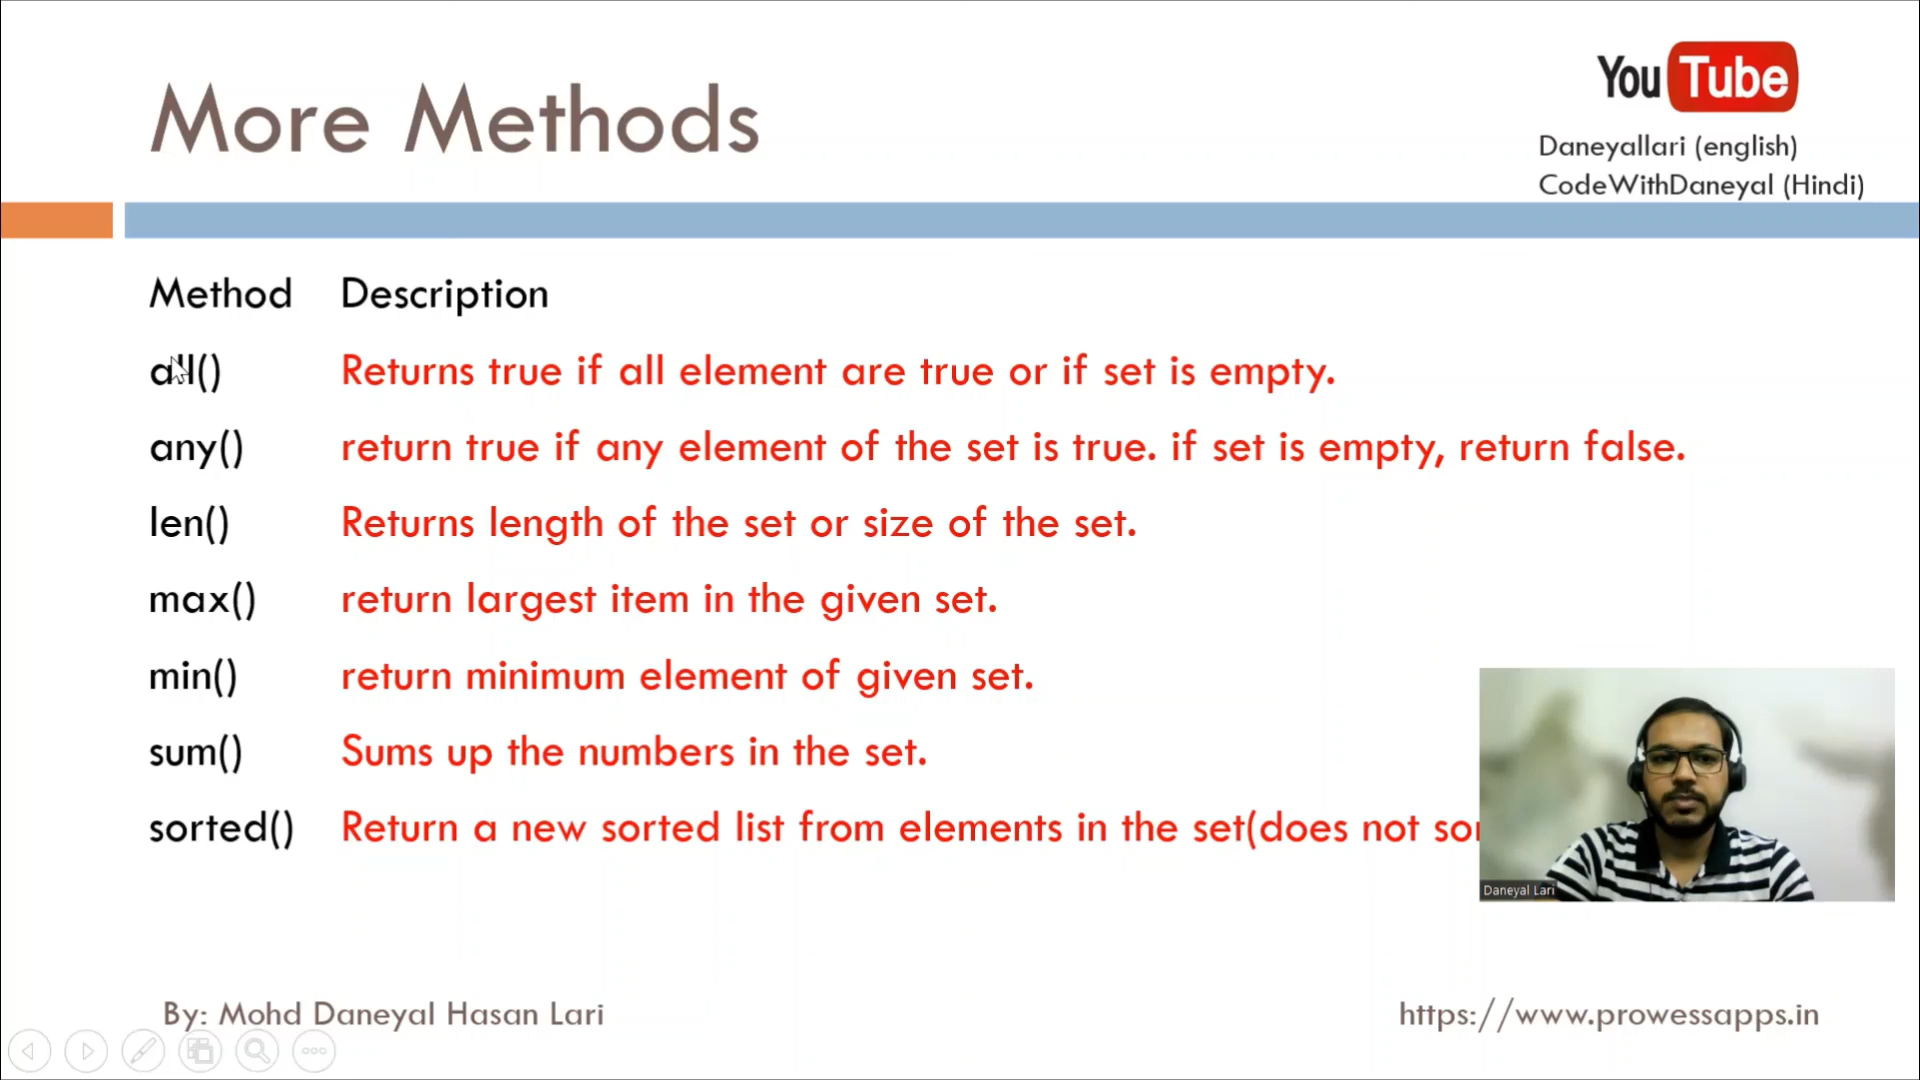 More Methods
YouTube
Daneyallari (english)
CodeWithDaneyal (Hindi)
Method Description
all() Returns true if all element are true or if set is empty.
any() return true if any element of the set is true. if set is empty, return false.
len() Returns length of the set or size of the set.
max() return largest item in the given set.
min() return minimum element of given set.
sum() Sums up the numbers in the set.
sorted() Return a new sorted list from elements in the set(does not
Daneyal Lari
By: Mohd Daneyal Hasan Lari
https://www.prowessapps.in